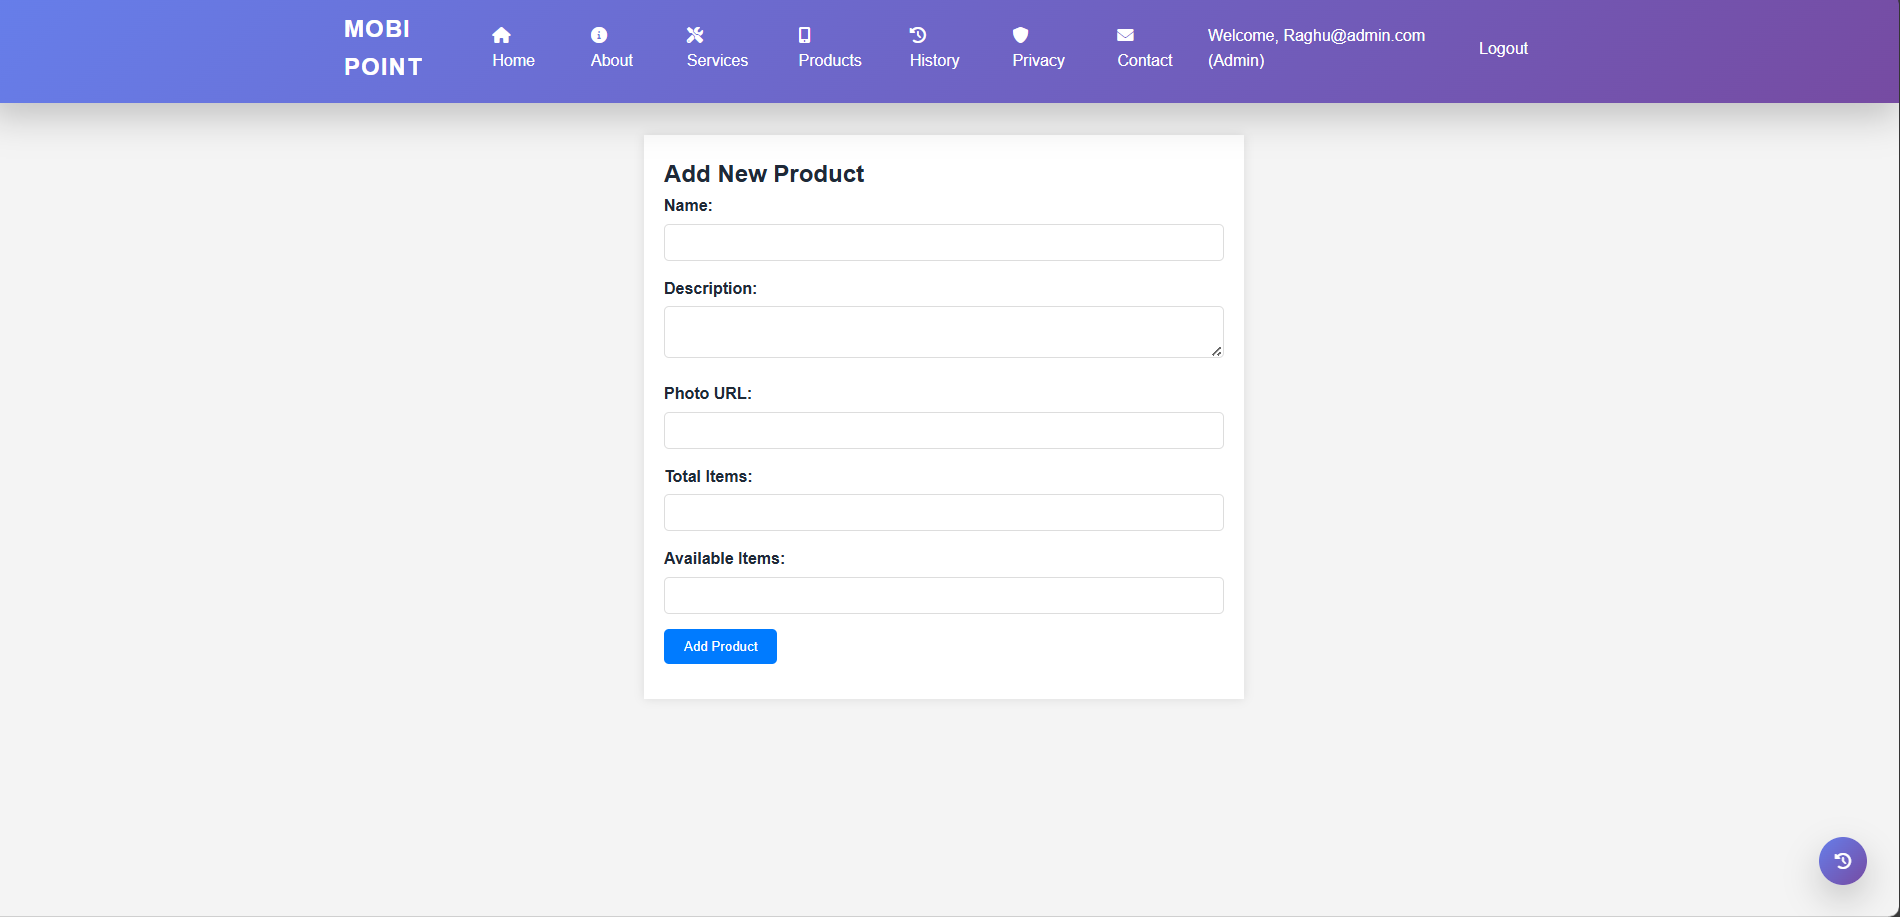 MOBI
POINT
Home
About
Services
Products
History
Privacy
Contact
Welcome, Raghu@admin.com
(Admin)
Logout
Add New Product
Name:
Description:
Photo URL:
Total Items:
Available Items:
Add Product